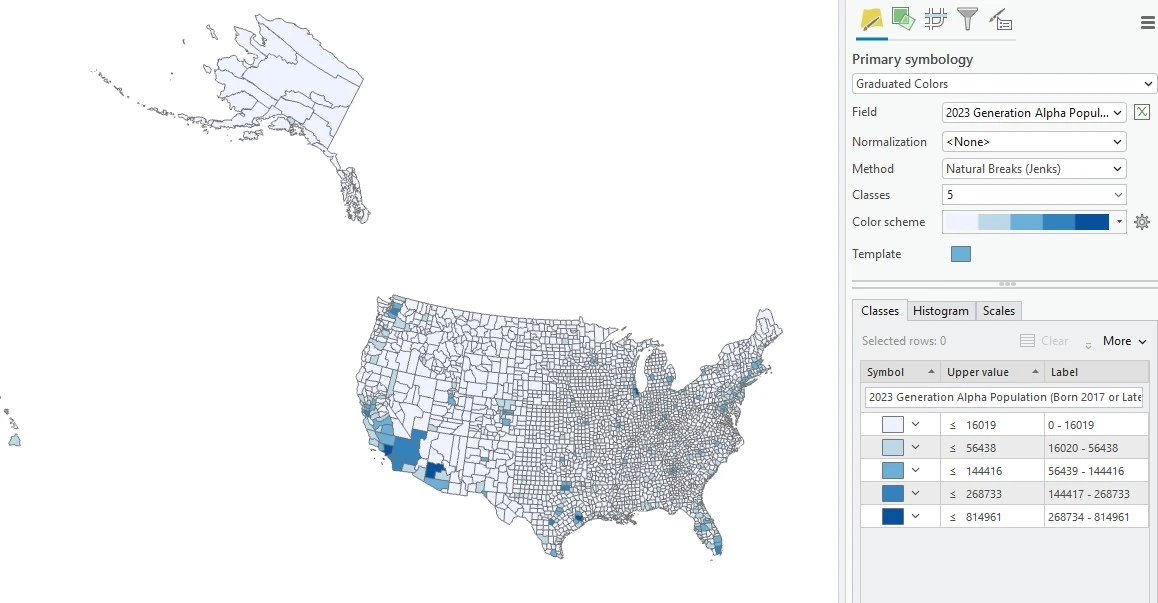 Primary symbology
Graduated Colors
Field 2023 Generation Alpha Popul...
Normalization <None>
Method Natural Breaks (Jenks)
Classes 5
Color scheme
Template
Classes Histogram Scales
Selected rows: 0 Clear More
Symbol Upper value Label
2023 Generation Alpha Population (Born 2017 or Late
≤ 16019 0 - 16019
≤ 56438 16020 - 56438
≤ 144416 56439 - 144416
≤ 268733 144417 - 268733
≤ 814961 268734 - 814961